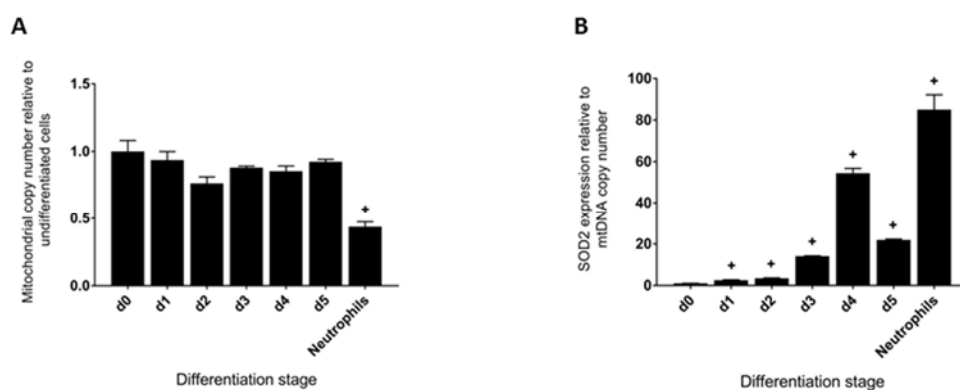 A
Mitochondrial copy number relative to
undifferentiated cells
1.5
1.0
0.5
0.0
+
d0
d1
d2
d3
d4
d5
Neutrophils
Differentiation stage
B
SOD2 expression relative to
mtDNA copy number
100
80
60
40
20
0
+
+
+
+
+
+
d0
d1
d2
d3
d4
d5
Neutrophils
Differentiation stage